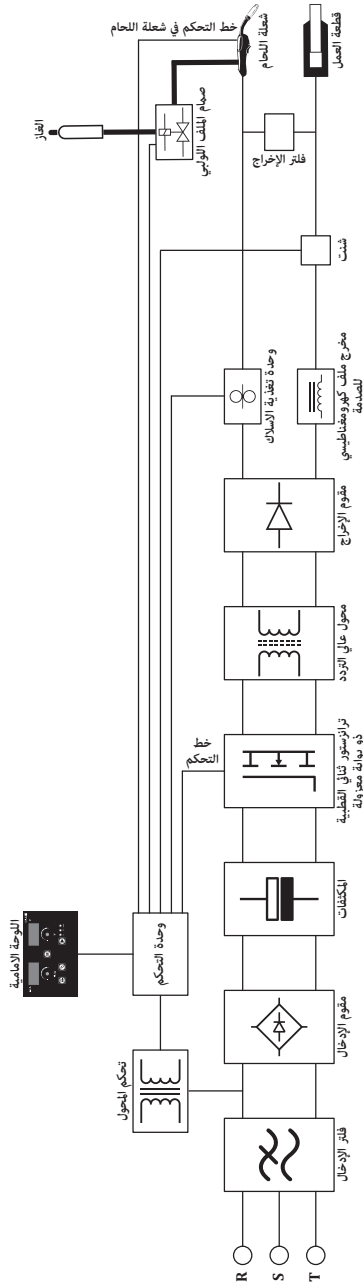 R
S
T
فلتر الإدخال
مقوم الإدخال
المكثفات
ترانزستور ثنائي القطبية
ذو بوابة معزولة
محول عالي التردد
مقوم الإخراج
مخرج ملف كهرومغناطيسي
للصدمة
وحدة تغذية الاسلاك
شنت
فلتر الإخراج
قطعة العمل
شعلة اللحام
خط التحكم في شعلة اللحام
صمام الملف اللولبي
الغاز
خط
التحكم
وحدة التحكم
تحكم المحول
اللوحة الامامية